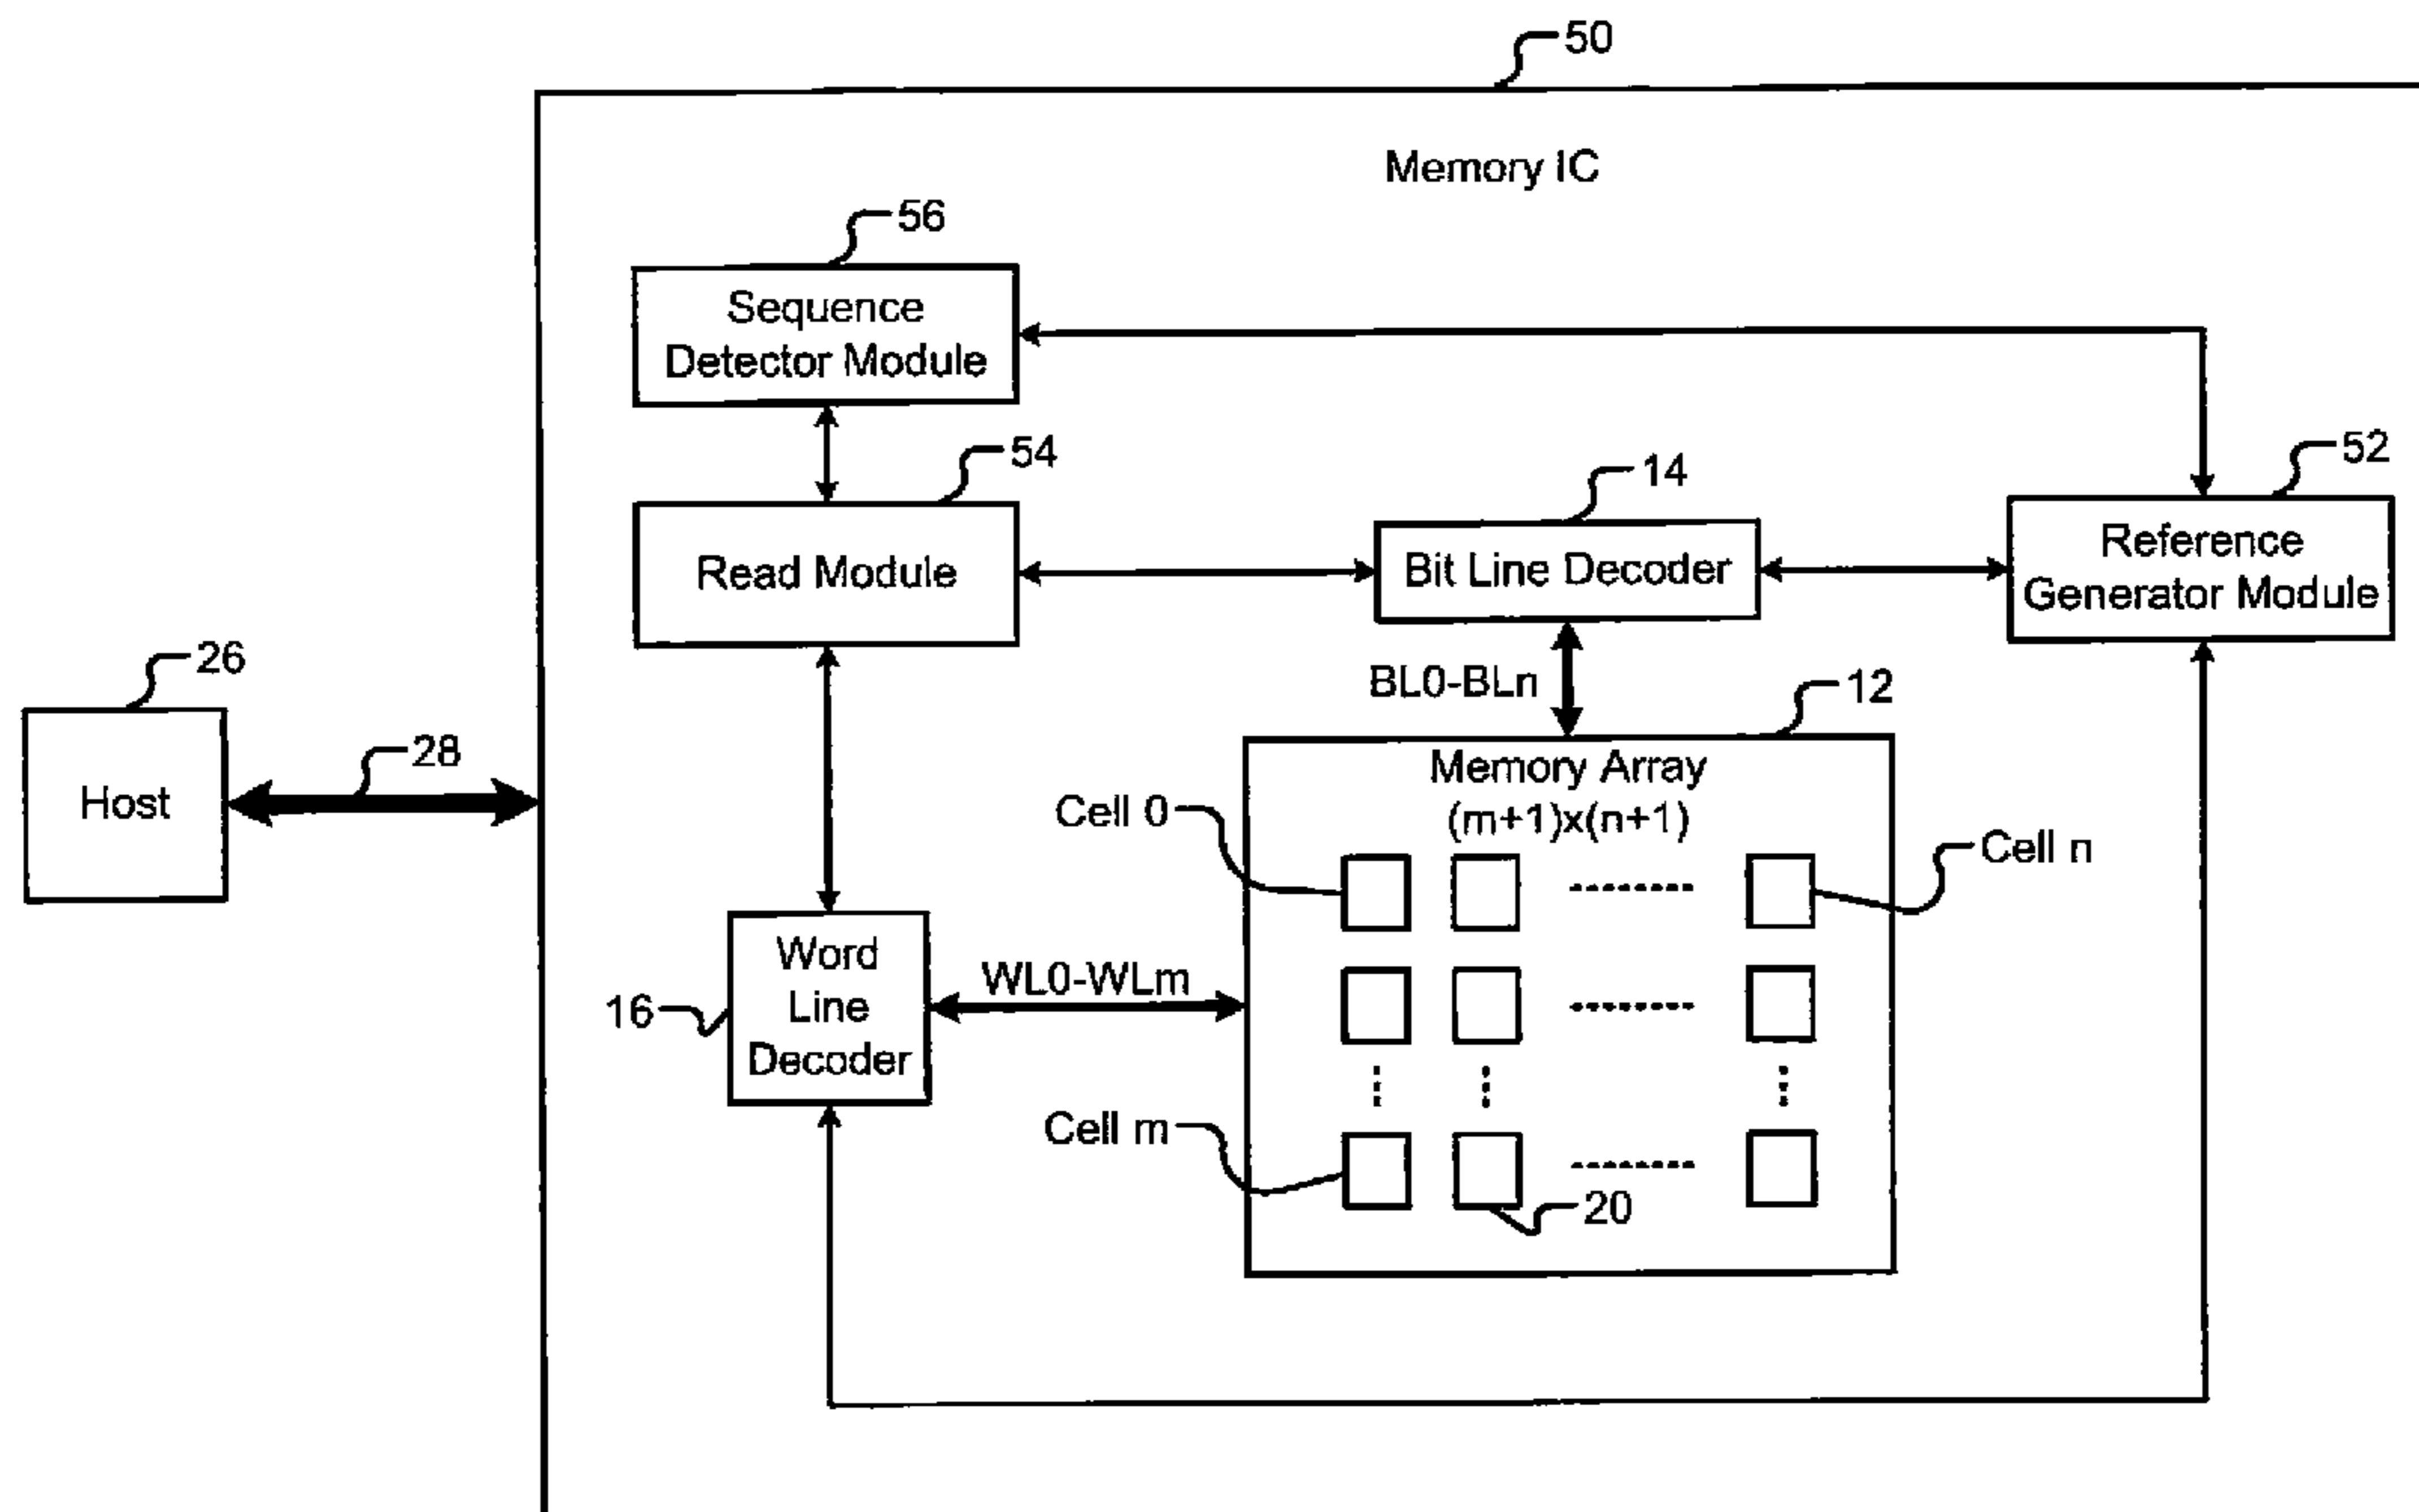 50
Memory IC
56
Sequence
Detector Module
54
14
52
Read Module
Bit Line Decoder
Reference
Generator Module
26
BL0-BLn
12
Host
28
Memory Array
(m+1)x(n+1)
Cell 0
Cell n
Word
Line
Decoder
16
WL0-WLm
Cell m
20